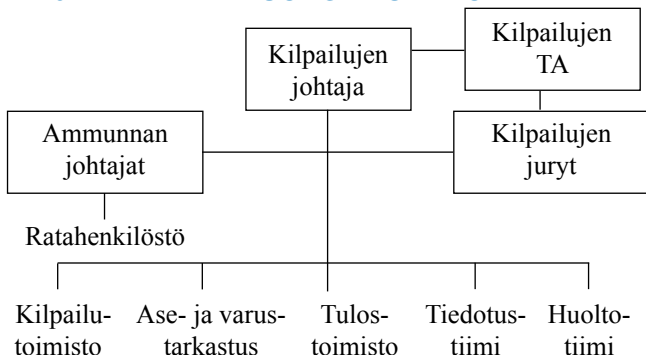 Kilpailujen
johtaja
Kilpailujen
TA
Ammunnan
johtajat
Kilpailujen
juryt
Ratahenkilöstö
Kilpailu-
toimisto
Ase- ja varus-
tarkastus
Tulos-
toimisto
Tiedotus-
tiimi
Huolto-
tiimi